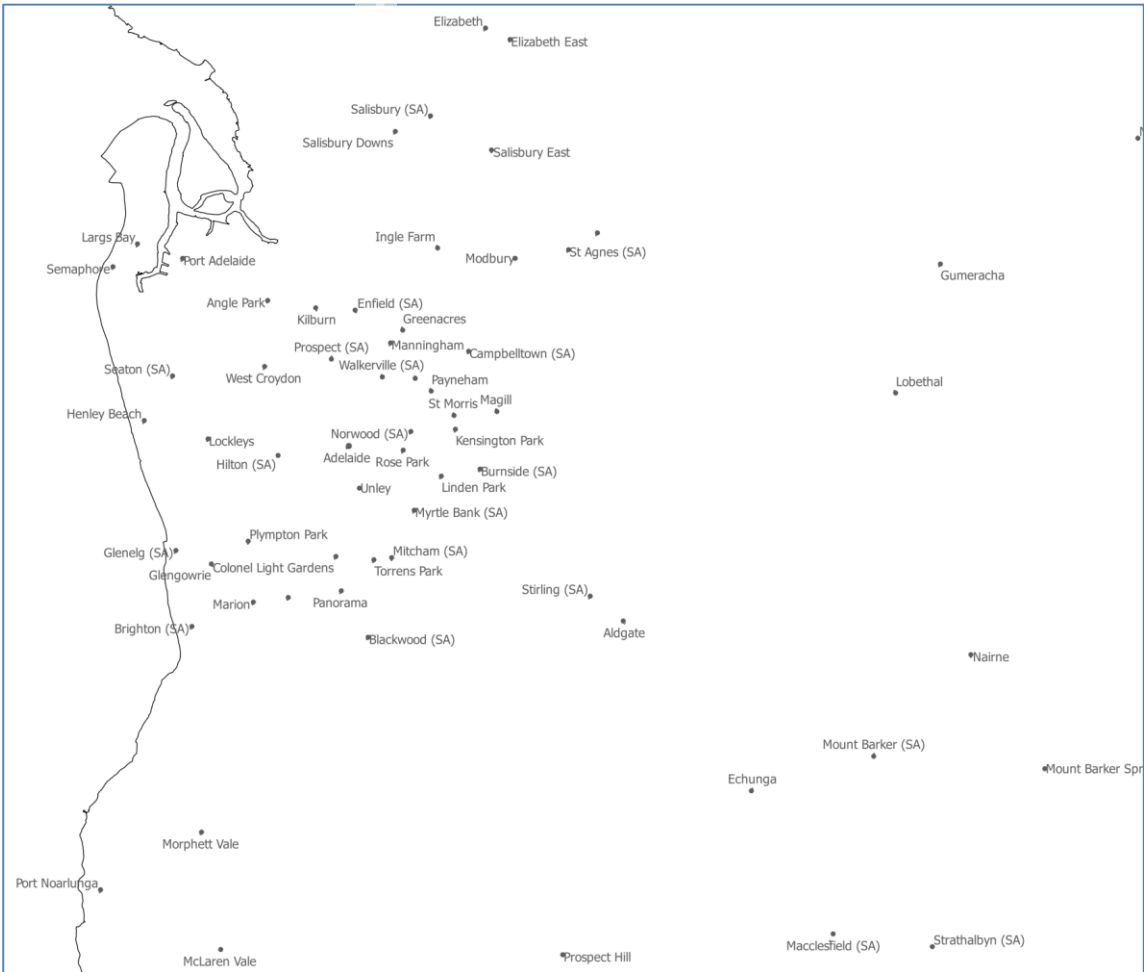 Elizabeth
Elizabeth East
Salisbury (SA)
Salisbury Downs
Salisbury East
Largs Bay
Ingle Farm
St Agnes (SA)
Modbury
Port Adelaide
Semaphore
Gumeracha
Angle Park
Enfield (SA)
Kilburn
Greenacres
Prospect (SA)
Manningham
Campbelltown (SA)
Seaton (SA)
Walkerville (SA)
West Croydon
Payneham
Lobethal
St Morris
Magill
Henley Beach
Norwood (SA)
Kensington Park
Lockleys
Adelaide
Rose Park
Hilton (SA)
Burnside (SA)
Unley
Linden Park
Myrtle Bank (SA)
Plympton Park
Glenelg (SA)
Mitcham (SA)
Colonel Light Gardens
Torrens Park
Glengowrie
Stirling (SA)
Marion
Panorama
Brighton (SA)
Aldgate
Blackwood (SA)
Nairne
Mount Barker (SA)
Mount Barker Spr
Echunga
Morphett Vale
Port Noarlunga
Macclesfield (SA)
Strathalbyn (SA)
McLaren Vale
Prospect Hill